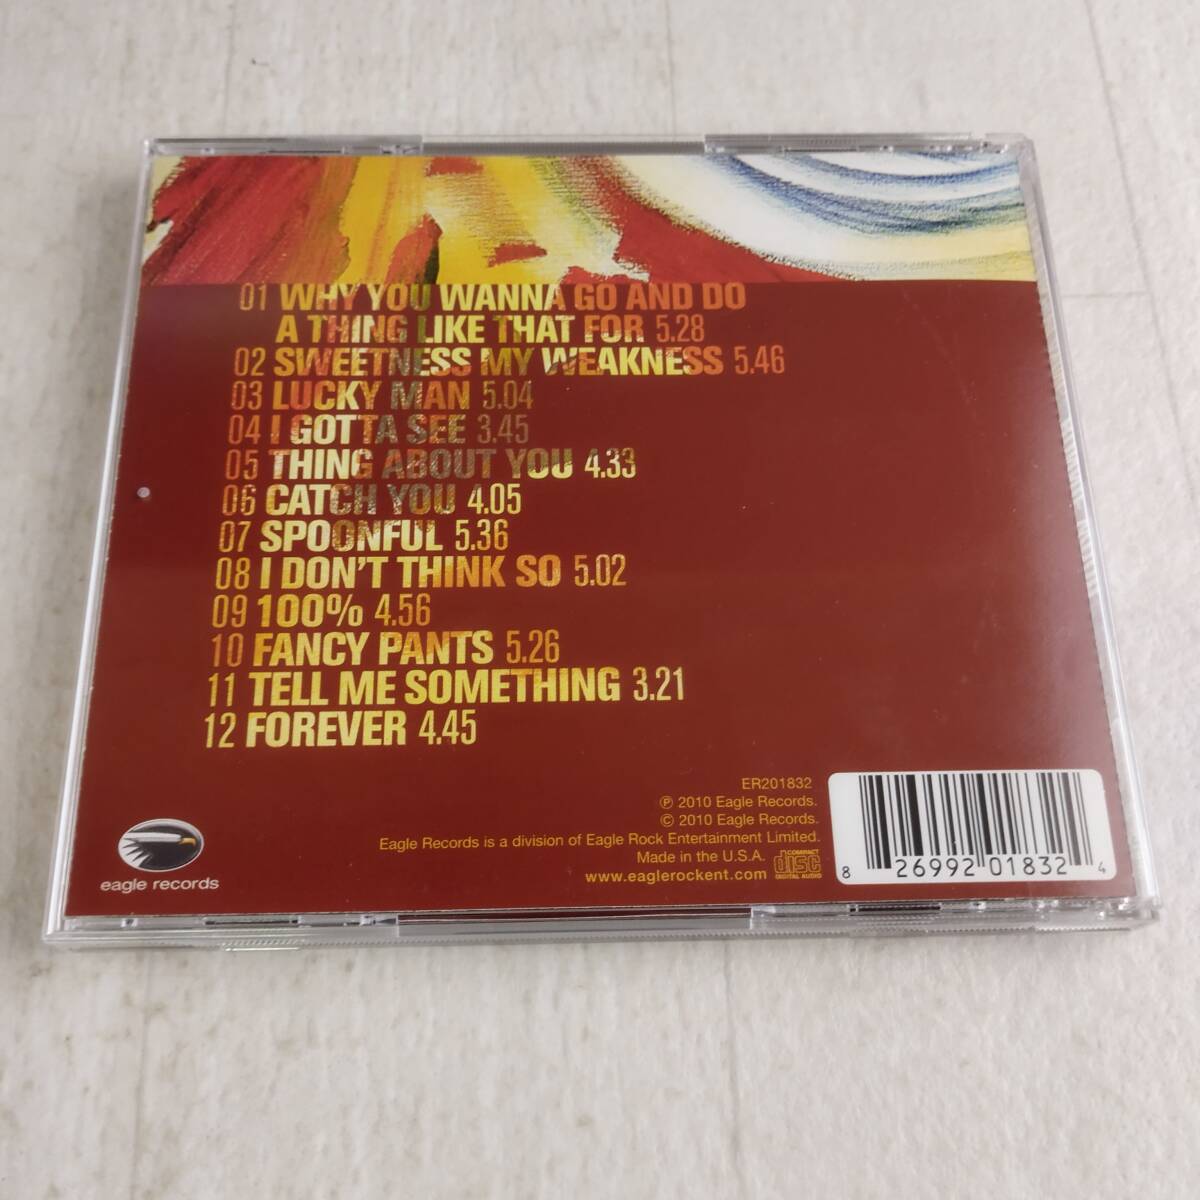 01 WHY YOU WANNA GO AND DO
A THING LIKE THAT FOR 5.28
02 SWEETNESS MY WEAKNESS 5.46
03 LUCKY MAN 5.04
04 I GOTTA SEE 3.45
05 THING ABOUT YOU 4.33
06 CATCH YOU 4.05
07 SPOONFUL 5.36
08 I DON'T THINK SO 5.02
09 100% 4.56
10 FANCY PANTS 5.26
11 TELL ME SOMETHING 3.21
12 FOREVER 4.45
ER201832
℗ 2010 Eagle Records.
© 2010 Eagle Records.
Eagle Records is a division of Eagle Rock Entertainment Limited.
Made in the U.S.A.
www.eaglerockent.com
COMPACT
disc
DIGITAL AUDIO
8 26992 01832 4
eagle records